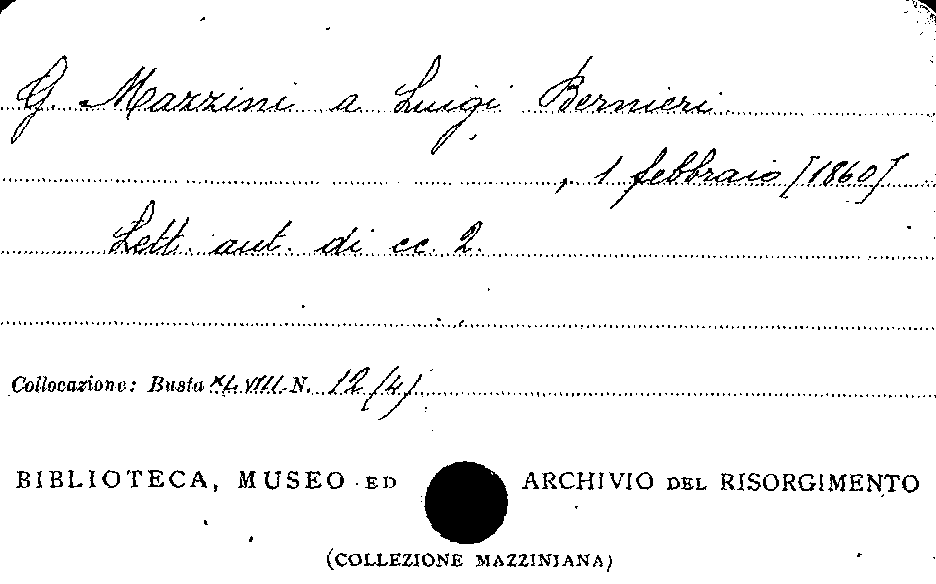 G. Mazzini a Luigi Bernieri
, 1 febbraio [1860]
Lett. aut. di cc. 2.
Collocazione: Busta XLVIII N. 12 (4)
BIBLIOTECA, MUSEO ED ARCHIVIO DEL RISORGIMENTO
(COLLEZIONE MAZZINIANA)